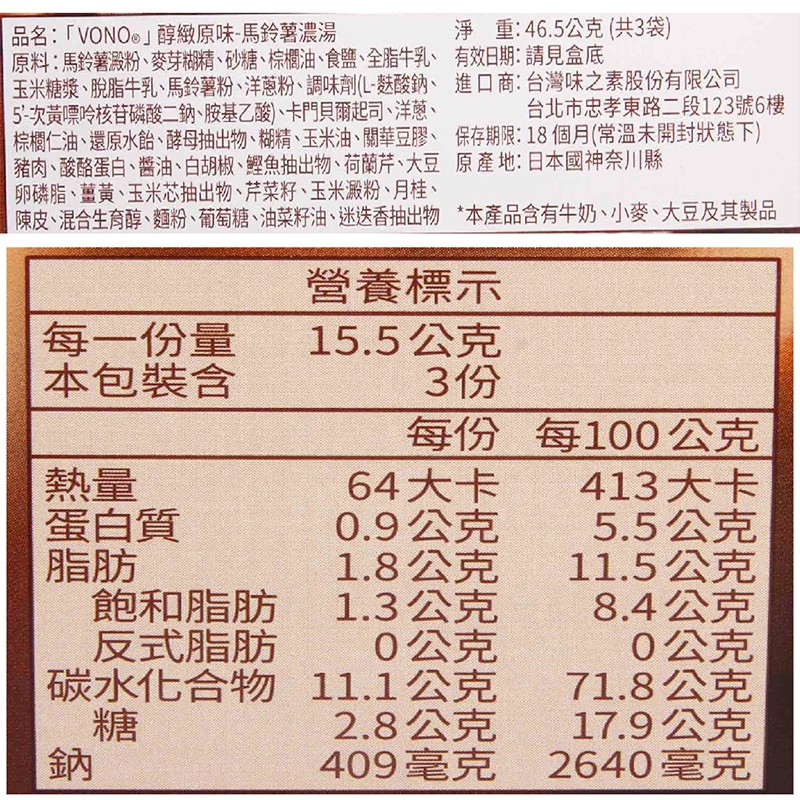 品名:「VONO®」醇緻原味-馬鈴薯濃湯
原料:馬鈴薯澱粉、麥芽糊精、砂糖、棕櫚油、食鹽、全脂牛乳、
玉米糖漿、脫脂牛乳、馬鈴薯粉、洋蔥粉、調味劑(L-麩酸鈉、
5'-次黃嘌呤核苷磷酸二鈉、胺基乙酸)、卡門貝爾起司、洋蔥、
棕櫚仁油、還原水飴、酵母抽出物、糊精、玉米油、關華豆膠、
豬肉、酸酪蛋白、醬油、白胡椒、鰹魚抽出物、荷蘭芹、大豆
卵磷脂、薑黃、玉米芯抽出物、芹菜籽、玉米澱粉、月桂、
陳皮、混合生育醇、麵粉、葡萄糖、油菜籽油、迷迭香抽出物
淨 重:46.5公克 (共3袋)
有效日期:請見盒底
進口商:台灣味之素股份有限公司
台北市忠孝東路二段123號6樓
保存期限:18個月(常溫未開封狀態下)
原產地:日本國神奈川縣
*本產品含有牛奶、小麥、大豆及其製品
營養標示
每一份量 15.5公克
本包裝含 3份
每份 每100公克
熱量 64大卡 413大卡
蛋白質 0.9公克 5.5公克
脂肪 1.8公克 11.5公克
飽和脂肪 1.3公克 8.4公克
反式脂肪 0公克 0公克
碳水化合物 11.1公克 71.8公克
糖 2.8公克 17.9公克
鈉 409毫克 2640毫克